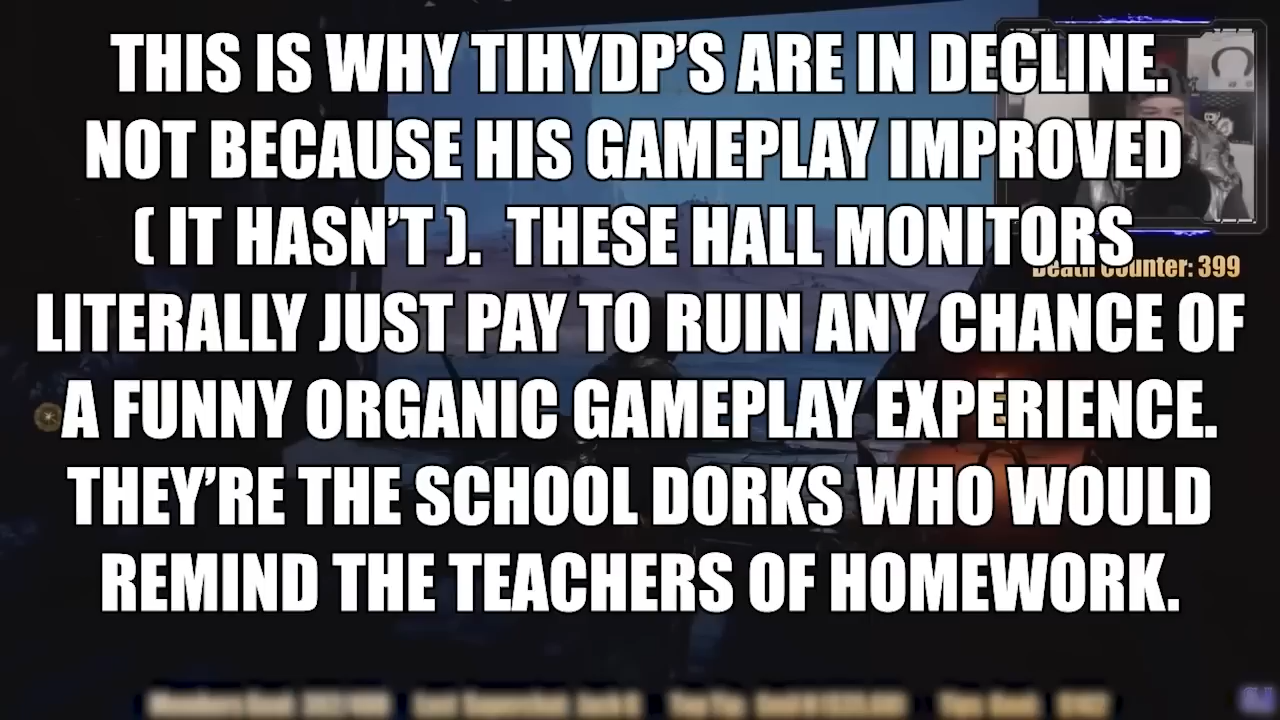 THIS IS WHY TIHYDP’S ARE IN DECLINE.
NOT BECAUSE HIS GAMEPLAY IMPROVED
( IT HASN’T ).  THESE HALL MONITORS
Death Counter: 399
LITERALLY JUST PAY TO RUIN ANY CHANCE OF
A FUNNY ORGANIC GAMEPLAY EXPERIENCE.
THEY’RE THE SCHOOL DORKS WHO WOULD
REMIND THE TEACHERS OF HOMEWORK.